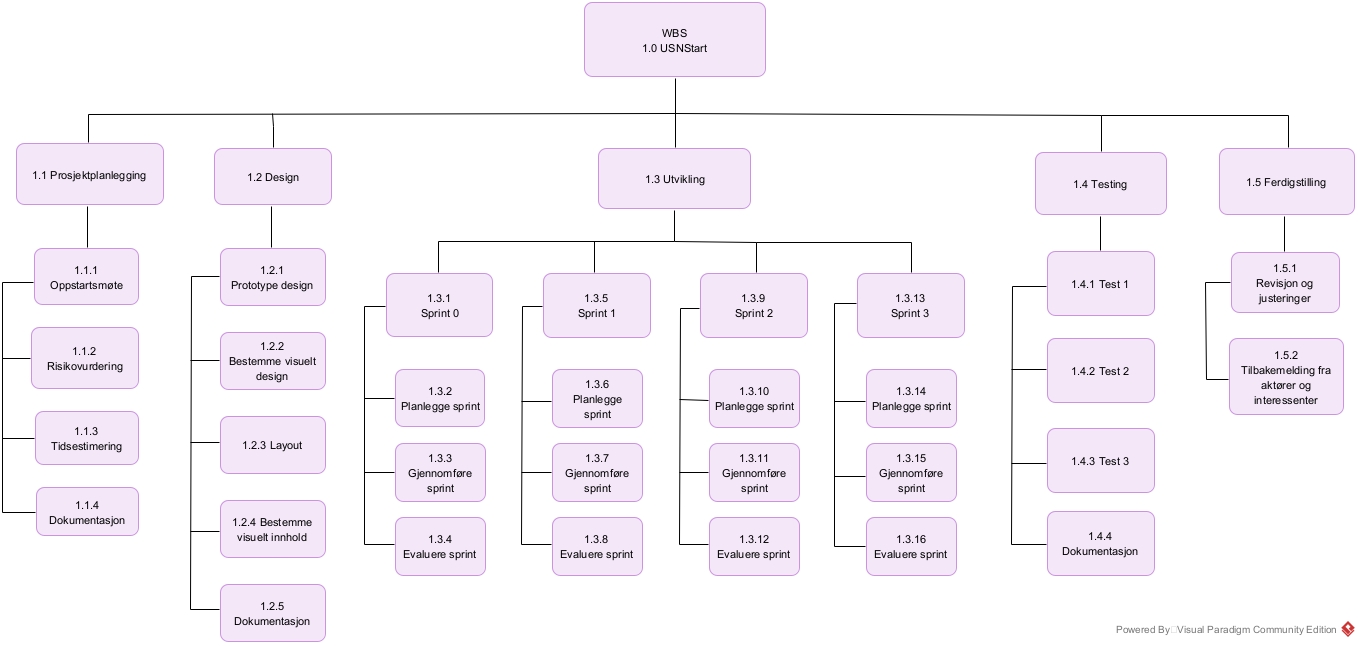 WBS
1.0 USNStart
1.1 Prosjektplanlegging
1.2 Design
1.3 Utvikling
1.4 Testing
1.5 Ferdigstilling
1.1.1
Oppstartsmøte
1.1.2
Risikovurdering
1.1.3
Tidsestimering
1.1.4
Dokumentasjon
1.2.1
Prototype design
1.2.2
Bestemme visuelt
design
1.2.3 Layout
1.2.4 Bestemme
visuelt innhold
1.2.5
Dokumentasjon
1.3.1
Sprint 0
1.3.2
Planlegge sprint
1.3.3
Gjennomføre
sprint
1.3.4
Evaluere sprint
1.3.5
Sprint 1
1.3.6
Planlegge
sprint
1.3.7
Gjennomføre
sprint
1.3.8
Evaluere sprint
1.3.9
Sprint 2
1.3.10
Planlegge sprint
1.3.11
Gjennomføre
sprint
1.3.12
Evaluere sprint
1.3.13
Sprint 3
1.3.14
Planlegge sprint
1.3.15
Gjennomføre
sprint
1.3.16
Evaluere sprint
1.4.1 Test 1
1.4.2 Test 2
1.4.3 Test 3
1.4.4
Dokumentasjon
1.5.1
Revisjon og
justeringer
1.5.2
Tilbakemelding fra
aktører og
interessenter
Powered By Visual Paradigm Community Edition